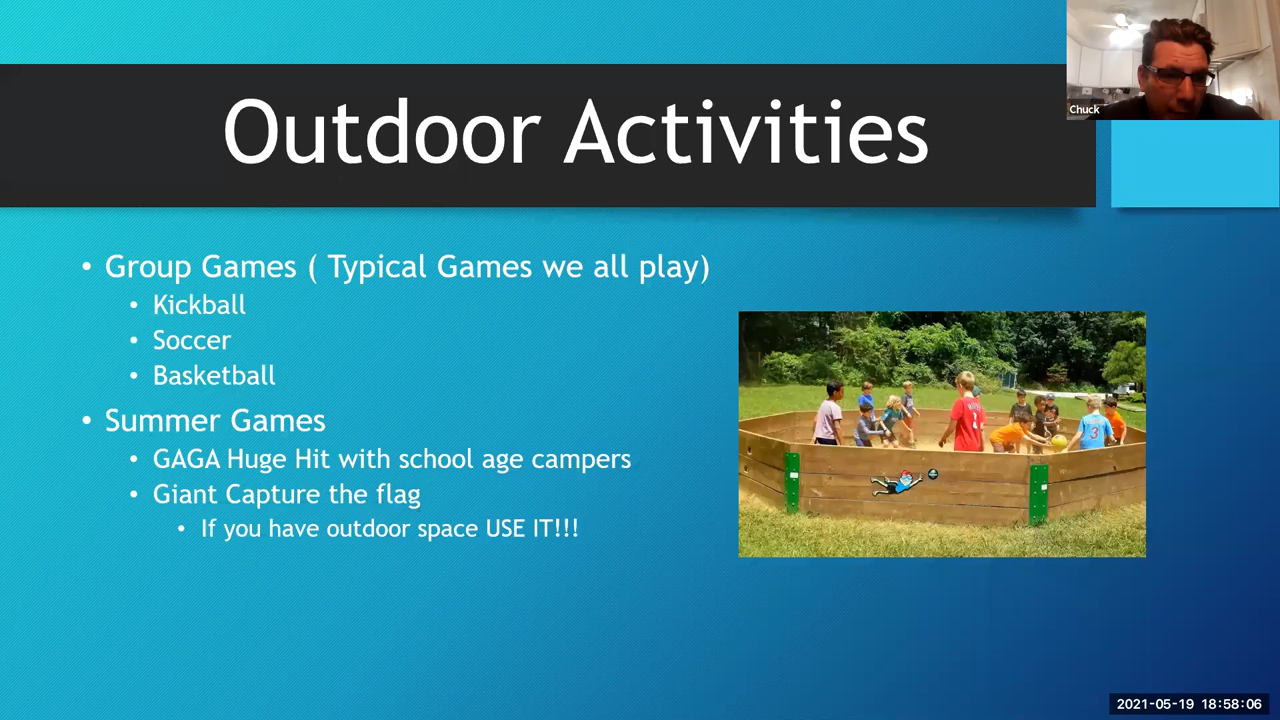 Outdoor Activities
Chuck
• Group Games ( Typical Games we all play)
• Kickball
• Soccer
• Basketball
• Summer Games
• GAGA Huge Hit with school age campers
• Giant Capture the flag
• If you have outdoor space USE IT!!!
3
2021-05-19 18:58:06